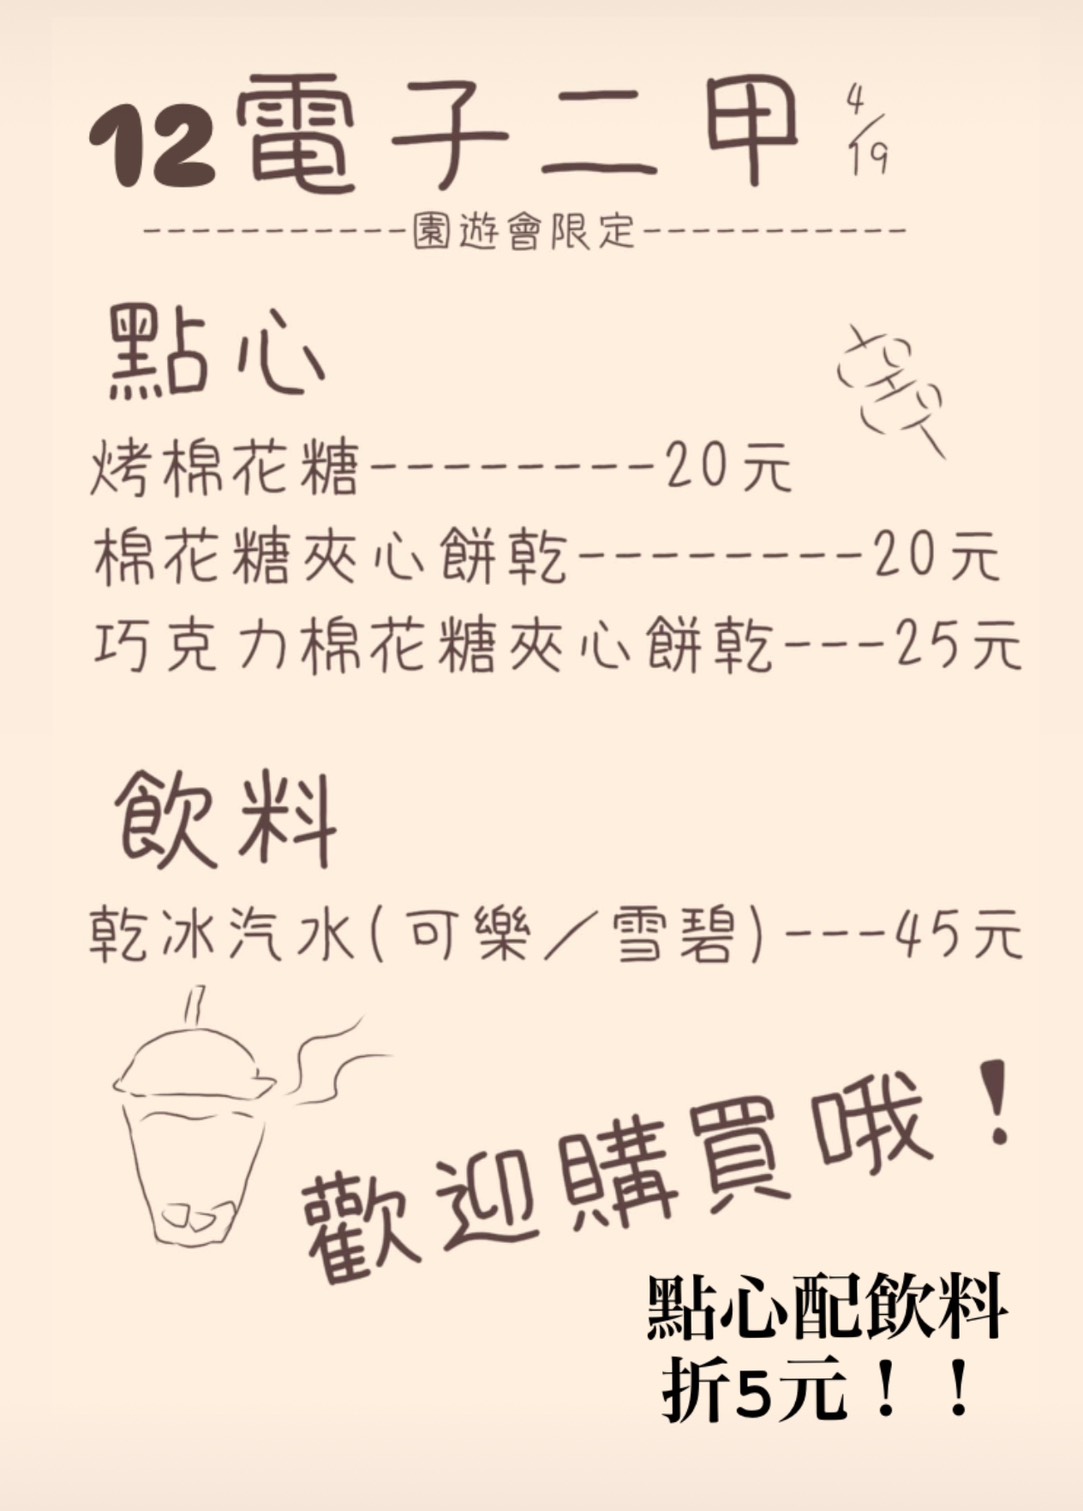 12電子二甲 4/19
-----------園遊會限定-----------
點心
烤棉花糖---------20元
棉花糖夾心餅乾---------20元
巧克力棉花糖夾心餅乾---25元
飲料
乾冰汽水(可樂／雪碧)---45元
歡迎購買哦！
點心配飲料
折5元！！